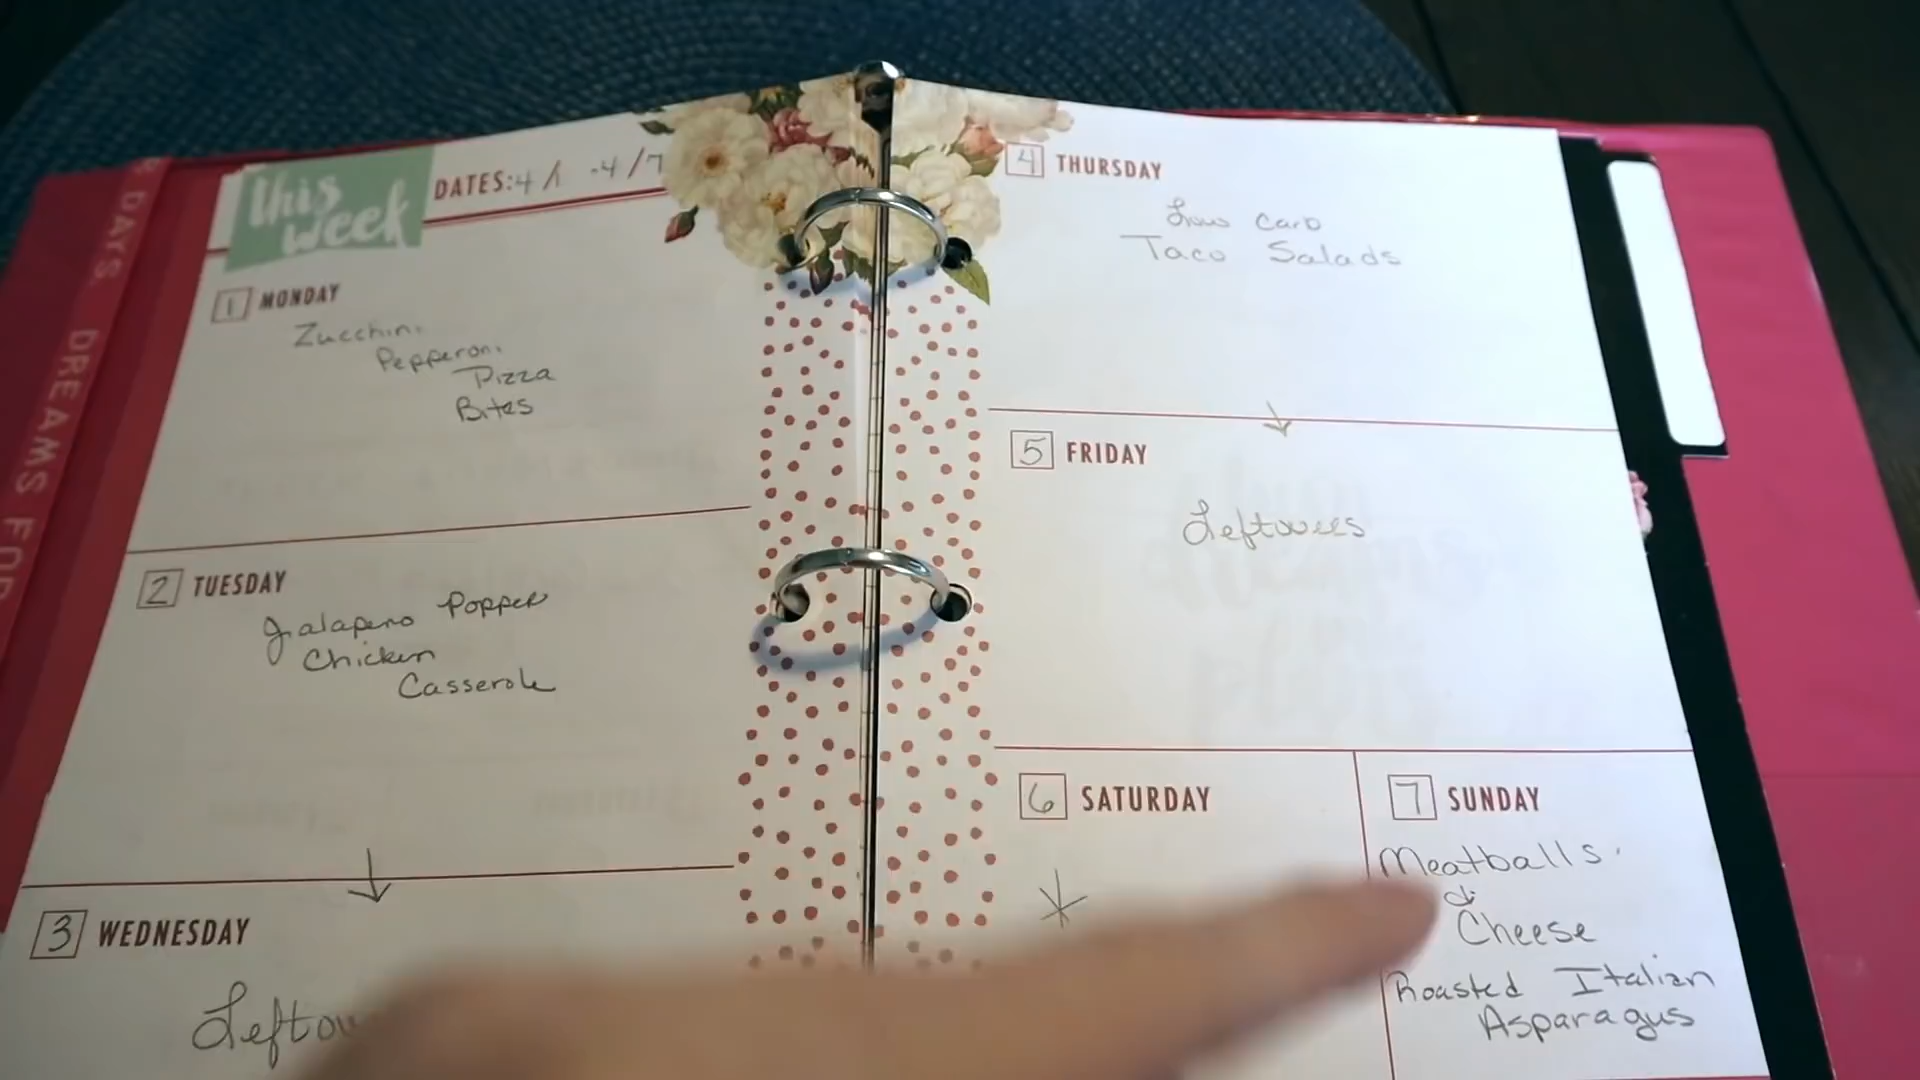 DAYS. DREAMS FOR
this
week
DATES: 4/1 - 4/7
1 MONDAY
Zucchini
Pepperoni
Pizza
Bites
2 TUESDAY
Jalapeno Popper
Chicken
Casserole
3 WEDNESDAY
4 THURSDAY
Low Carb
Taco Salads
5 FRIDAY
Leftovers
6 SATURDAY
7 SUNDAY
Meatballs
&
Cheese
Roasted Italian
Asparagus